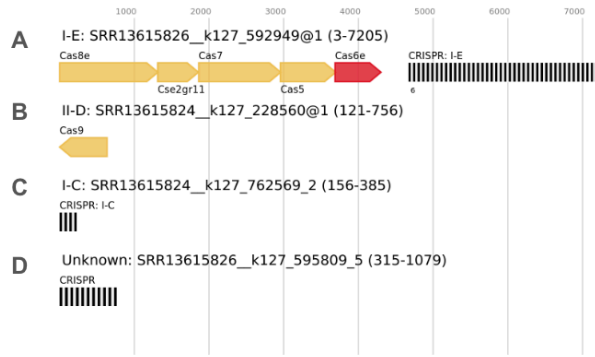 1000 2000 3000 4000 5000 6000 7000
A I-E: SRR13615826__k127_592949@1 (3-7205)
Cas8e Cas7 Cas6e CRISPR: I-E
Cse2gr11 Cas5 6
B II-D: SRR13615824__k127_228560@1 (121-756)
Cas9
C I-C: SRR13615824__k127_762569_2 (156-385)
CRISPR: I-C
D Unknown: SRR13615826__k127_595809_5 (315-1079)
CRISPR